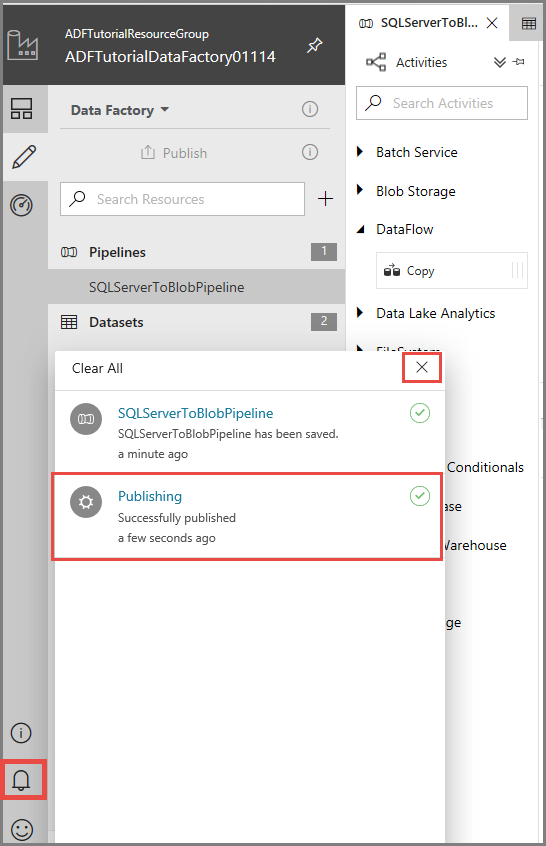 ADFTutorialResourceGroup
ADFTutorialDataFactory01114
Data Factory
Publish
Search Resources
Pipelines 1
SQLServerToBlobPipeline
Datasets 2
SQLServerToBl...
Activities
Search Activities
Batch Service
Blob Storage
DataFlow
Copy
Data Lake Analytics
FileSystem
Conditionals
ase
Warehouse
ge
Clear All
SQLServerToBlobPipeline
SQLServerToBlobPipeline has been saved.
a minute ago
Publishing
Successfully published
a few seconds ago